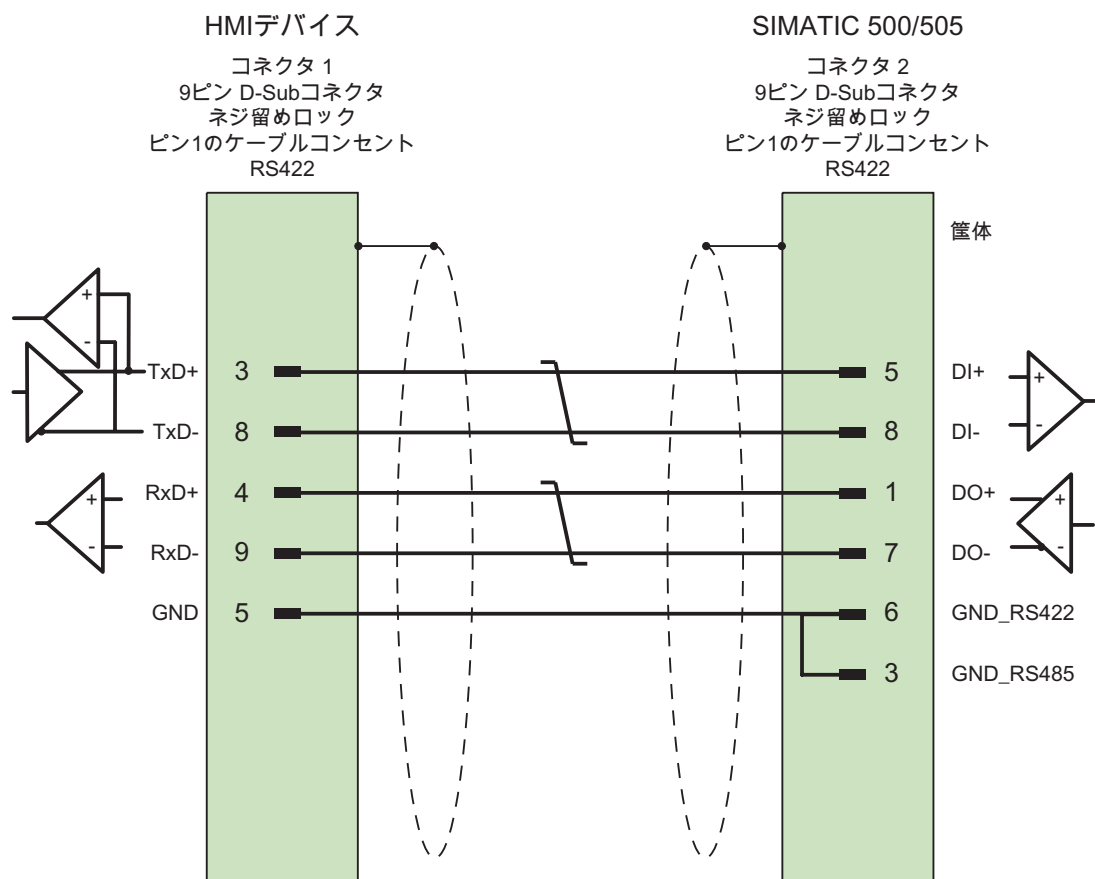 HMIデバイス
コネクタ 1
9ピン D-Subコネクタ
ネジ留めロック
ピン1のケーブルコンセント
RS422
SIMATIC 500/505
コネクタ 2
9ピン D-Subコネクタ
ネジ留めロック
ピン1のケーブルコンセント
RS422
筐体
+
-
TxD+ 3 5 DI+
+
TxD- 8 8 DI-
-
RxD+ 4 1 DO+
+ +
RxD- 9 7 DO-
- -
GND 5 6 GND_RS422
3 GND_RS485